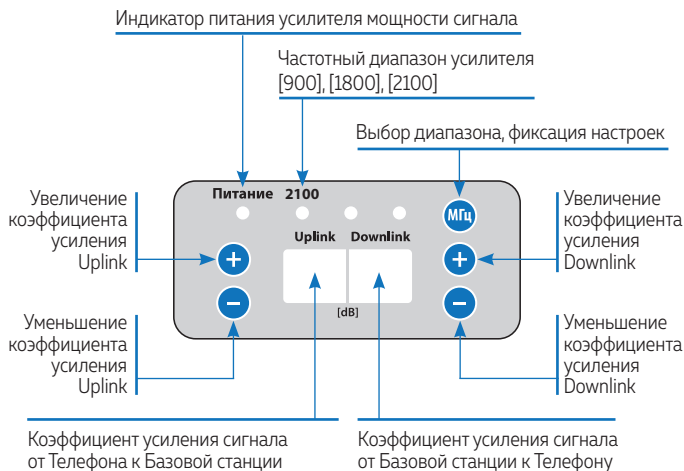 Индикатор питания усилителя мощности сигнала
Частотный диапазон усилителя
[900], [1800], [2100]
Выбор диапазона, фиксация настроек
Увеличение
коэффициента
усиления
Uplink
Питание 2100
МГц
Uplink Downlink
+
+
−
−
[dB]
Увеличение
коэффициента
усиления
Downlink
Уменьшение
коэффициента
усиления
Uplink
Уменьшение
коэффициента
усиления
Downlink
Коэффициент усиления сигнала
от Телефона к Базовой станции
Коэффициент усиления сигнала
от Базовой станции к Телефону